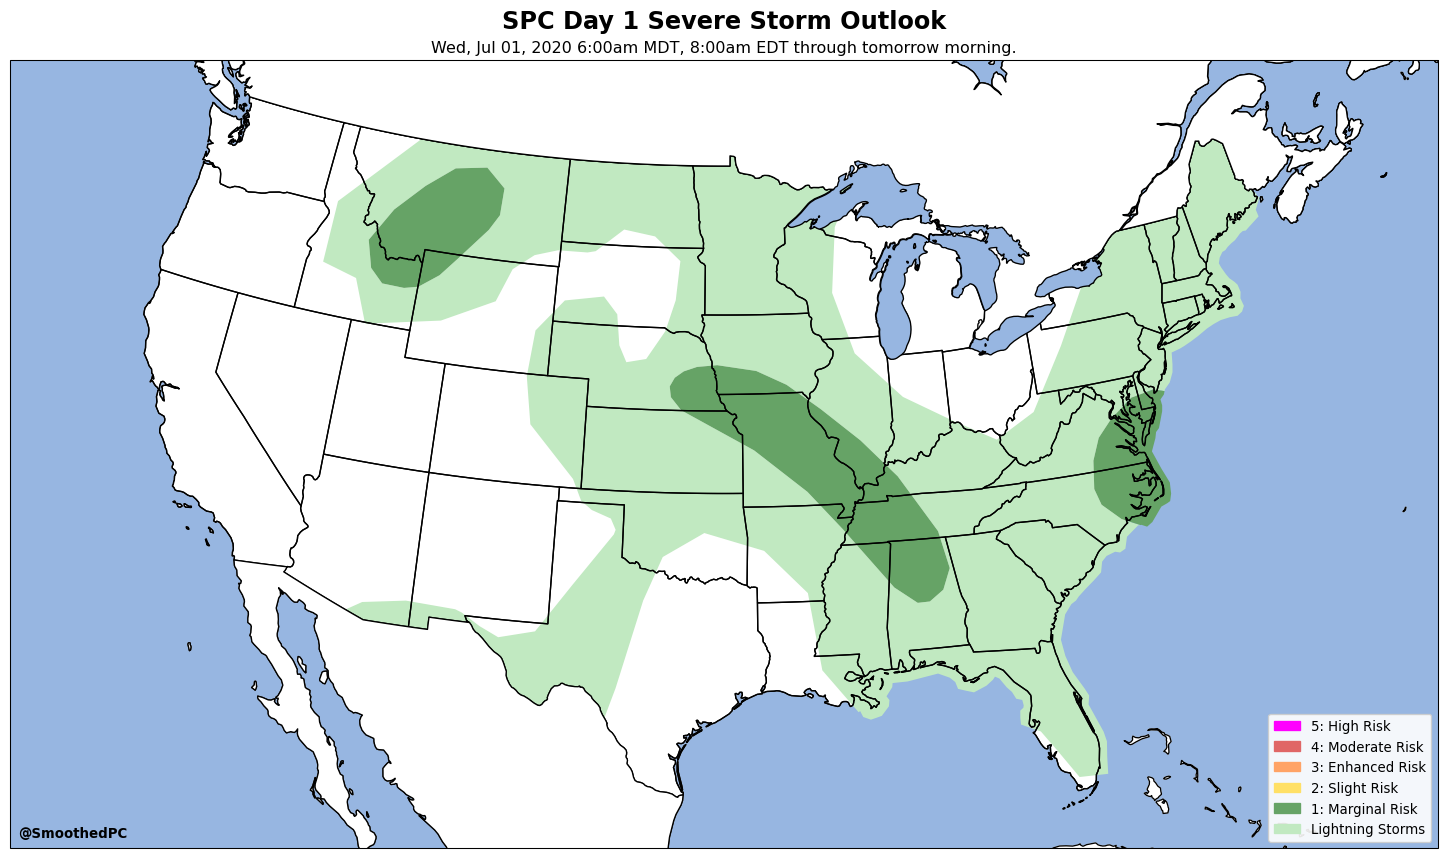 SPC Day 1 Severe Storm Outlook
Wed, Jul 01, 2020 6:00am MDT, 8:00am EDT through tomorrow morning.
5: High Risk
4: Moderate Risk
3: Enhanced Risk
2: Slight Risk
1: Marginal Risk
Lightning Storms
@SmoothedPC